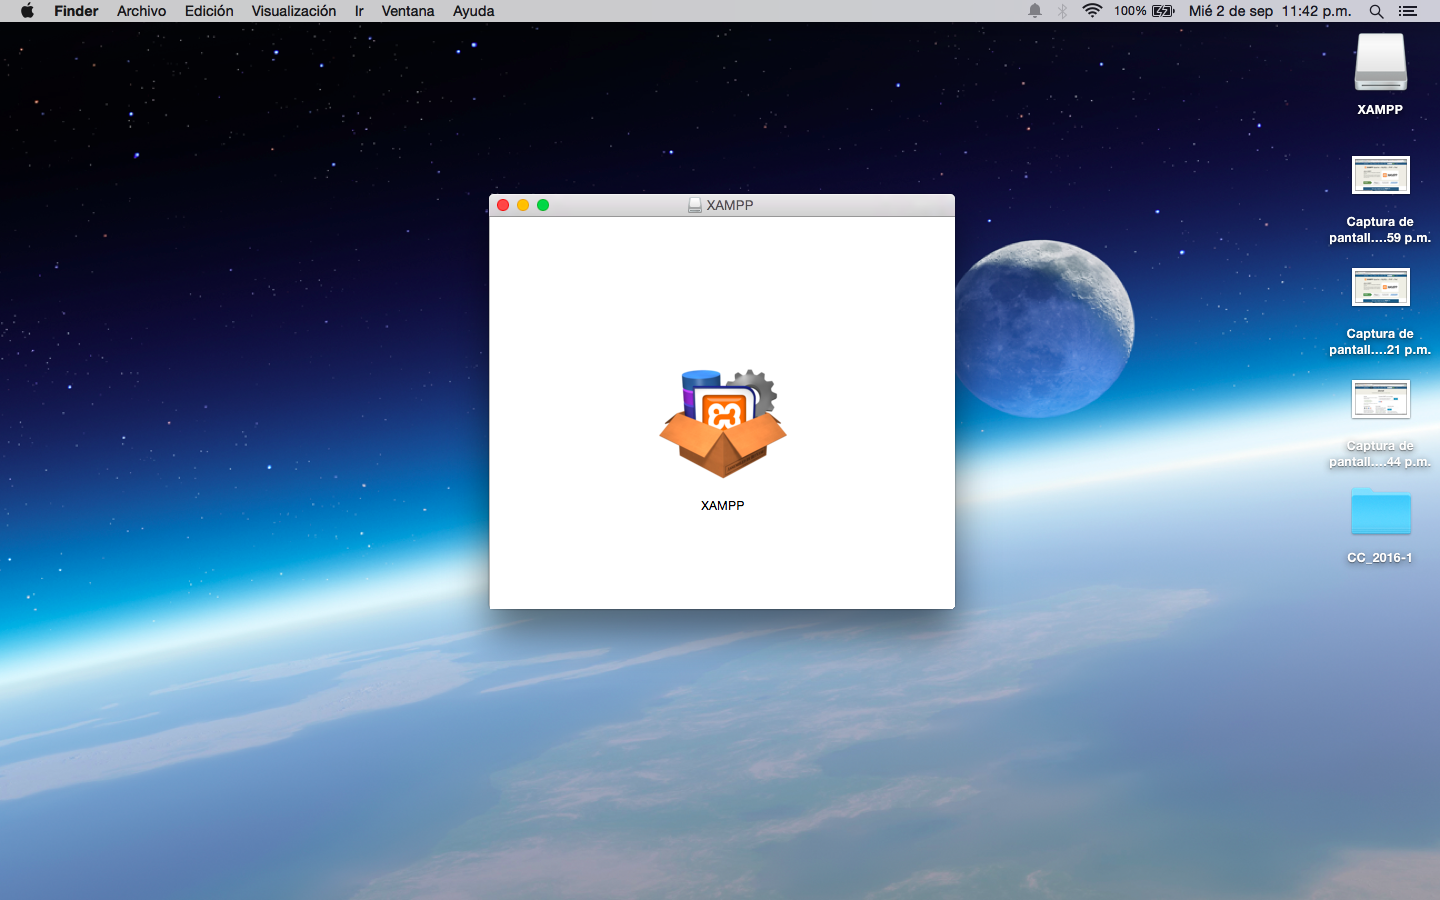 Finder Archivo Edición Visualización Ir Ventana Ayuda 100% Mié 2 de sep 11:42 p.m.
XAMPP
Captura de
pantall....59 p.m.
Captura de
pantall....21 p.m.
Captura de
pantall....44 p.m.
CC_2016-1
XAMPP
XAMPP